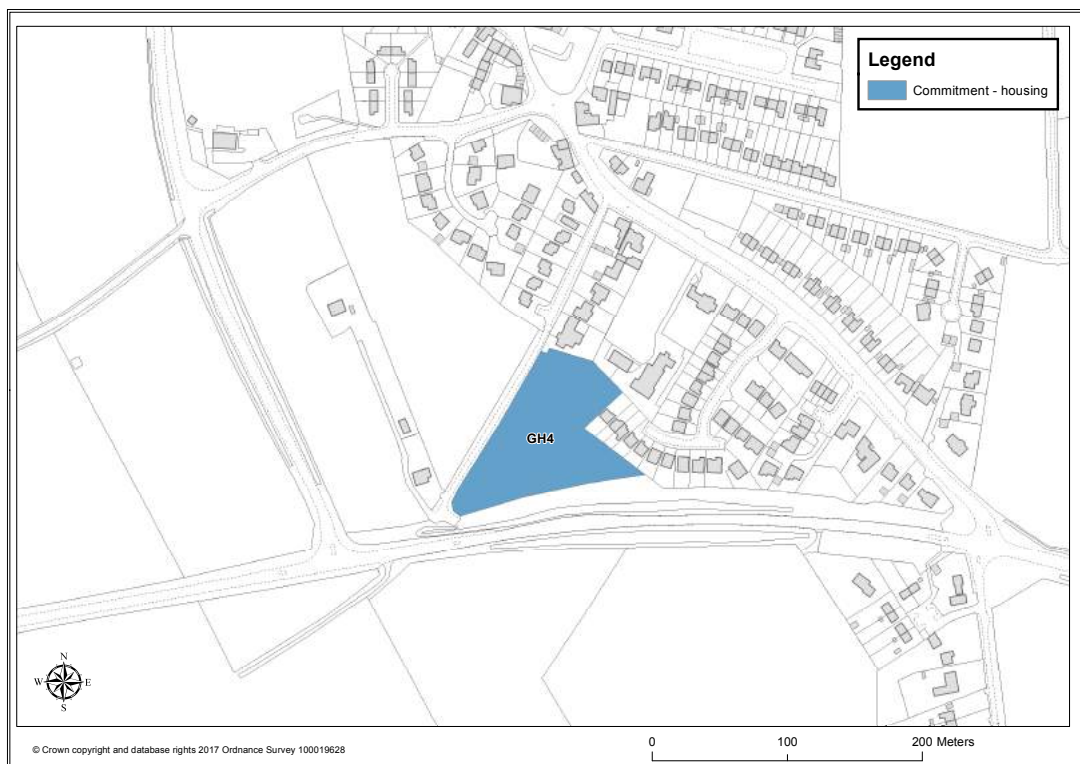 Legend
Commitment - housing
GH4
N
W E
S
© Crown copyright and database rights 2017 Ordnance Survey 100019628
0 100 200 Meters